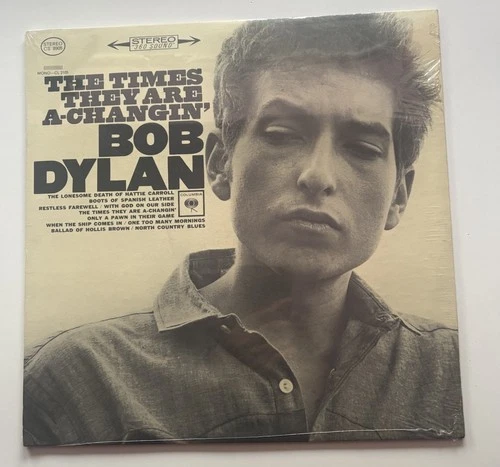 STEREO
360 SOUND
STEREO
THE TIMES
THEY ARE
A-CHANGIN'
BOB
DYLAN
THE LONESOME DEATH OF HATTIE CARROLL
BOOTS OF SPANISH LEATHER
RESTLESS FAREWELL / WITH GOD ON OUR SIDE
THE TIMES THEY ARE A-CHANGIN'
ONLY A PAWN IN THEIR GAME
WHEN THE SHIP COMES IN / ONE TOO MANY MORNINGS
BALLAD OF HOLLIS BROWN / NORTH COUNTRY BLUES
COLUMBIA